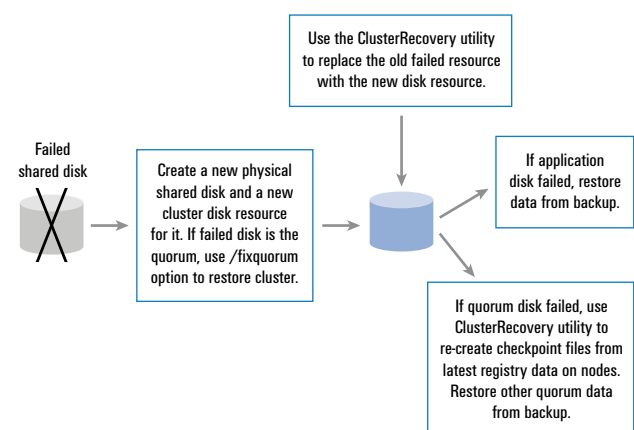 Use the ClusterRecovery utility
to replace the old failed resource
with the new disk resource.
Failed
shared disk
Create a new physical
shared disk and a new
cluster disk resource
for it. If failed disk is the
quorum, use /fixquorum
option to restore cluster.
If application
disk failed, restore
data from backup.
If quorum disk failed, use
ClusterRecovery utility to
re-create checkpoint files from
latest registry data on nodes.
Restore other quorum data
from backup.